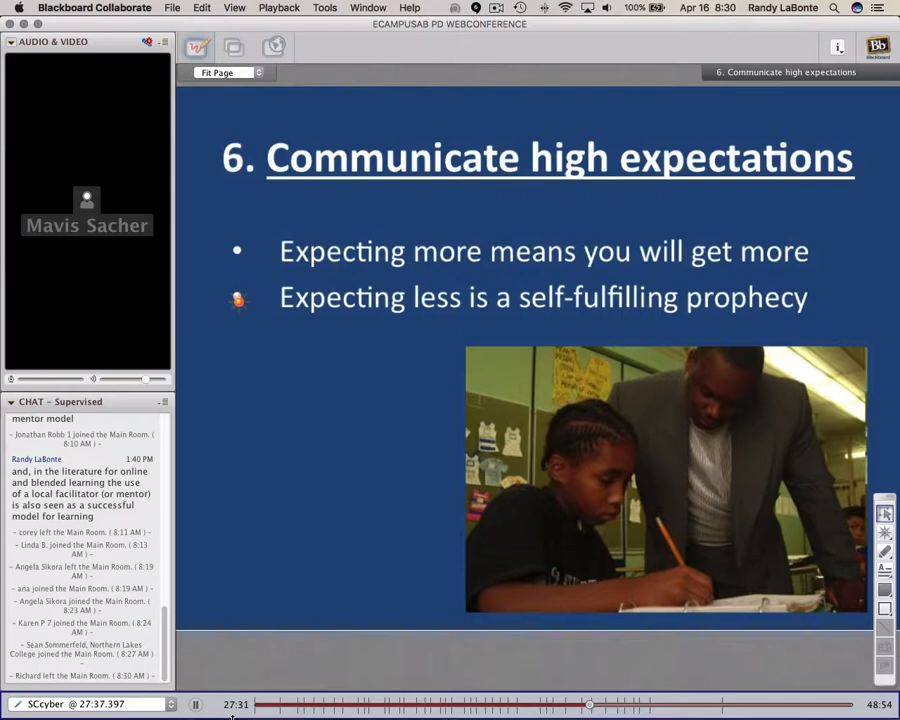 Blackboard Collaborate File Edit View Playback Tools Window Help 100% Apr 16 8:30 Randy LaBonte
ECAMPUSAB PD WEBCONFERENCE
AUDIO & VIDEO
Fit Page
6. Communicate high expectations
i
Bb
Blackboard
Mavis Sacher
6. Communicate high expectations
• Expecting more means you will get more
Expecting less is a self-fulfilling prophecy
CHAT - Supervised
mentor model
- Jonathan Robb 1 joined the Main Room. (
8:10 AM ) -
Randy LaBonte 1:40 PM
and, in the literature for online
and blended learning the use
of a local facilitator (or mentor)
is also seen as a successful
model for learning
- corey left the Main Room. ( 8:11 AM ) -
- Linda B. joined the Main Room. ( 8:13
AM ) -
Angela Sikora left the Main Room. ( 8:19
AM ) -
- ana joined the Main Room. ( 8:19 AM ) -
- Angela Sikora joined the Main Room. (
8:23 AM ) -
- Karen P 7 joined the Main Room. ( 8:24
AM ) -
- Sean Sommerfeld, Northern Lakes
College joined the Main Room. ( 8:27 AM )
-
- Richard left the Main Room. ( 8:30 AM ) -
SCcyber @ 27:37.397
27:31
48:54